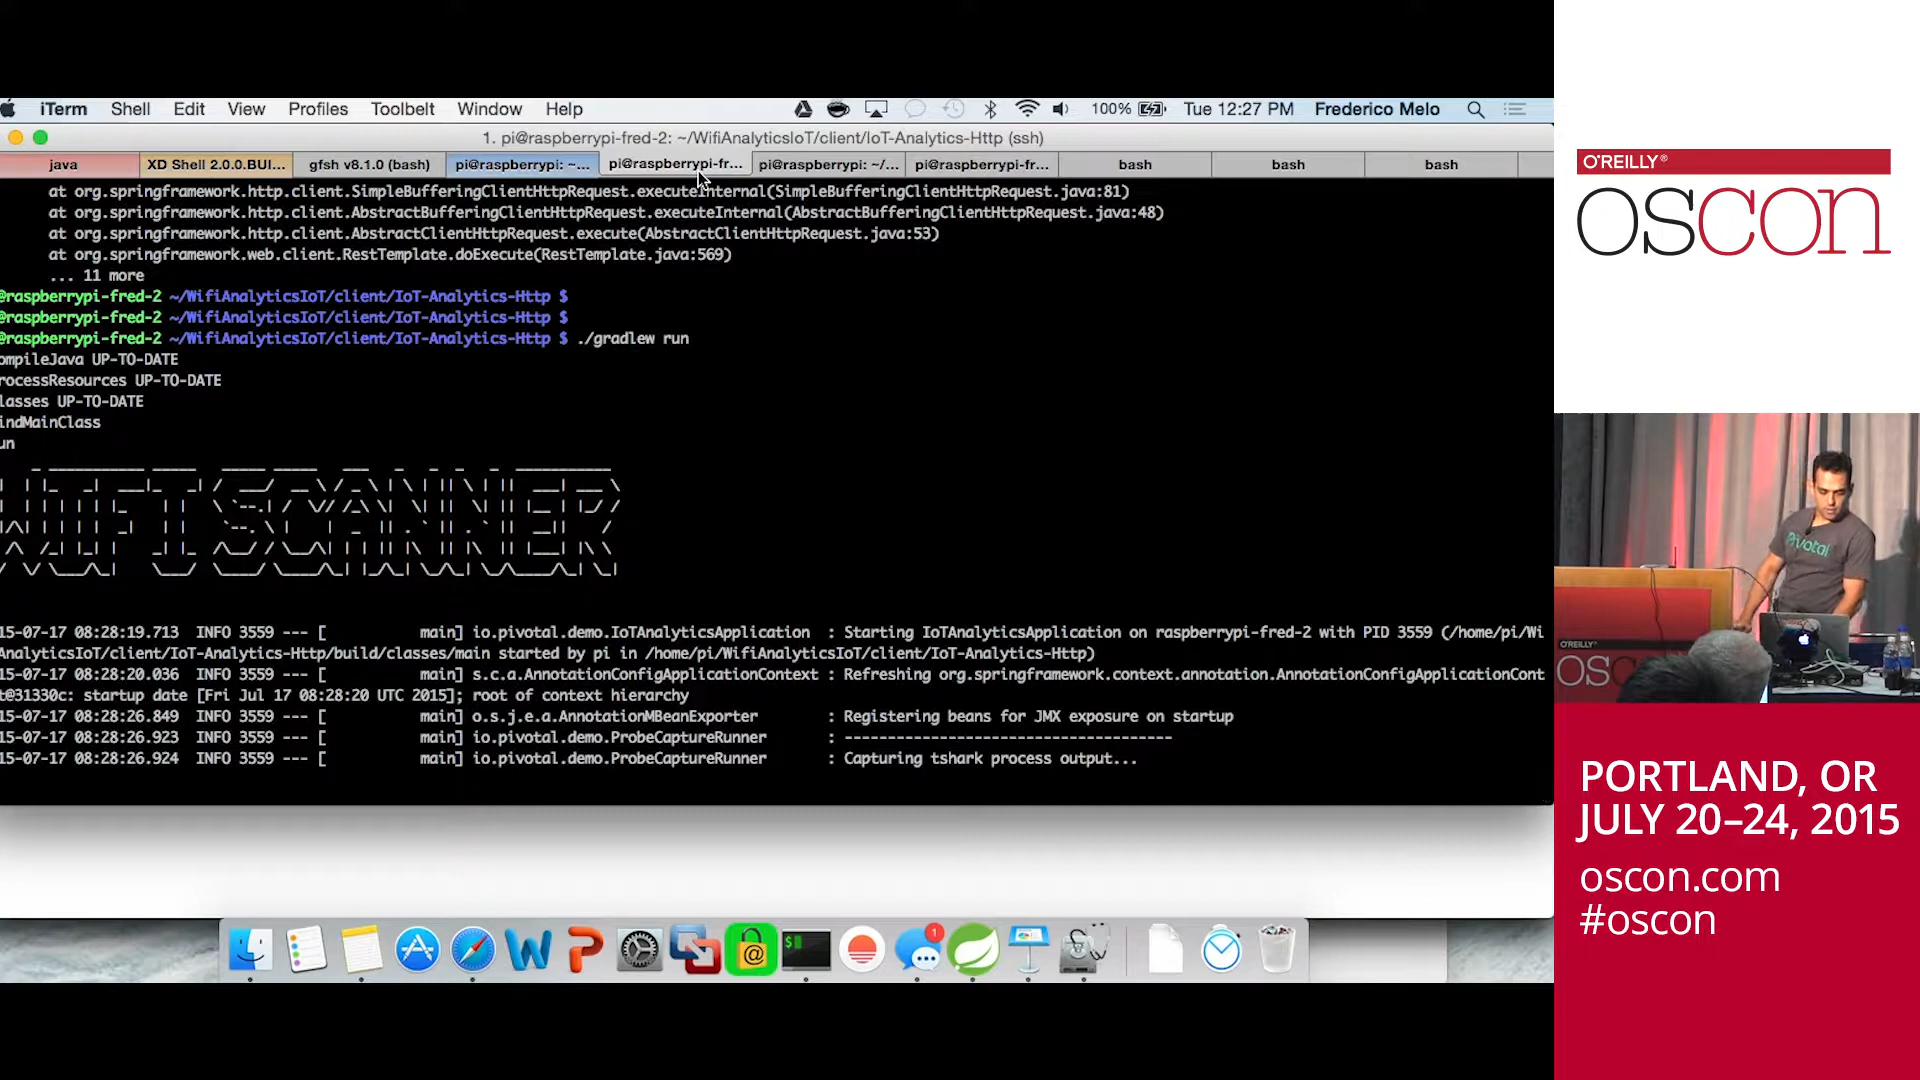 iTerm Shell Edit View Profiles Toolbelt Window Help 100% Tue 12:27 PM Frederico Melo
1. pi@raspberrypi-fred-2: ~/WifiAnalyticsIoT/client/IoT-Analytics-Http (ssh)
java XD Shell 2.0.0.BUI... gfsh v8.1.0 (bash) pi@raspberrypi: ~... pi@raspberrypi-fr... pi@raspberrypi: ~/... pi@raspberrypi-fr... bash bash bash
at org.springframework.http.client.SimpleBufferingClientHttpRequest.executeInternal(SimpleBufferingClientHttpRequest.java:81)
at org.springframework.http.client.AbstractBufferingClientHttpRequest.executeInternal(AbstractBufferingClientHttpRequest.java:48)
at org.springframework.http.client.AbstractClientHttpRequest.execute(AbstractClientHttpRequest.java:53)
at org.springframework.web.client.RestTemplate.doExecute(RestTemplate.java:569)
... 11 more
@raspberrypi-fred-2 ~/WifiAnalyticsIoT/client/IoT-Analytics-Http $
@raspberrypi-fred-2 ~/WifiAnalyticsIoT/client/IoT-Analytics-Http $
@raspberrypi-fred-2 ~/WifiAnalyticsIoT/client/IoT-Analytics-Http $ ./gradlew run
ompileJava UP-TO-DATE
rocessResources UP-TO-DATE
lasses UP-TO-DATE
indMainClass
un
WIFI SCANNER
15-07-17 08:28:19.713 INFO 3559 --- [ main] io.pivotal.demo.IoTAnalyticsApplication : Starting IoTAnalyticsApplication on raspberrypi-fred-2 with PID 3559 (/home/pi/Wi
AnalyticsIoT/client/IoT-Analytics-Http/build/classes/main started by pi in /home/pi/WifiAnalyticsIoT/client/IoT-Analytics-Http)
15-07-17 08:28:20.036 INFO 3559 --- [ main] s.c.a.AnnotationConfigApplicationContext : Refreshing org.springframework.context.annotation.AnnotationConfigApplicationCont
t@31330c: startup date [Fri Jul 17 08:28:20 UTC 2015]; root of context hierarchy
15-07-17 08:28:26.849 INFO 3559 --- [ main] o.s.j.e.a.AnnotationMBeanExporter : Registering beans for JMX exposure on startup
15-07-17 08:28:26.923 INFO 3559 --- [ main] io.pivotal.demo.ProbeCaptureRunner : --------------------------------------
15-07-17 08:28:26.924 INFO 3559 --- [ main] io.pivotal.demo.ProbeCaptureRunner : Capturing tshark process output...
1
O'REILLY®
OSCON
Pivotal
O'REILLY
OSCON
PORTLAND, OR
JULY 20–24, 2015
oscon.com
#oscon